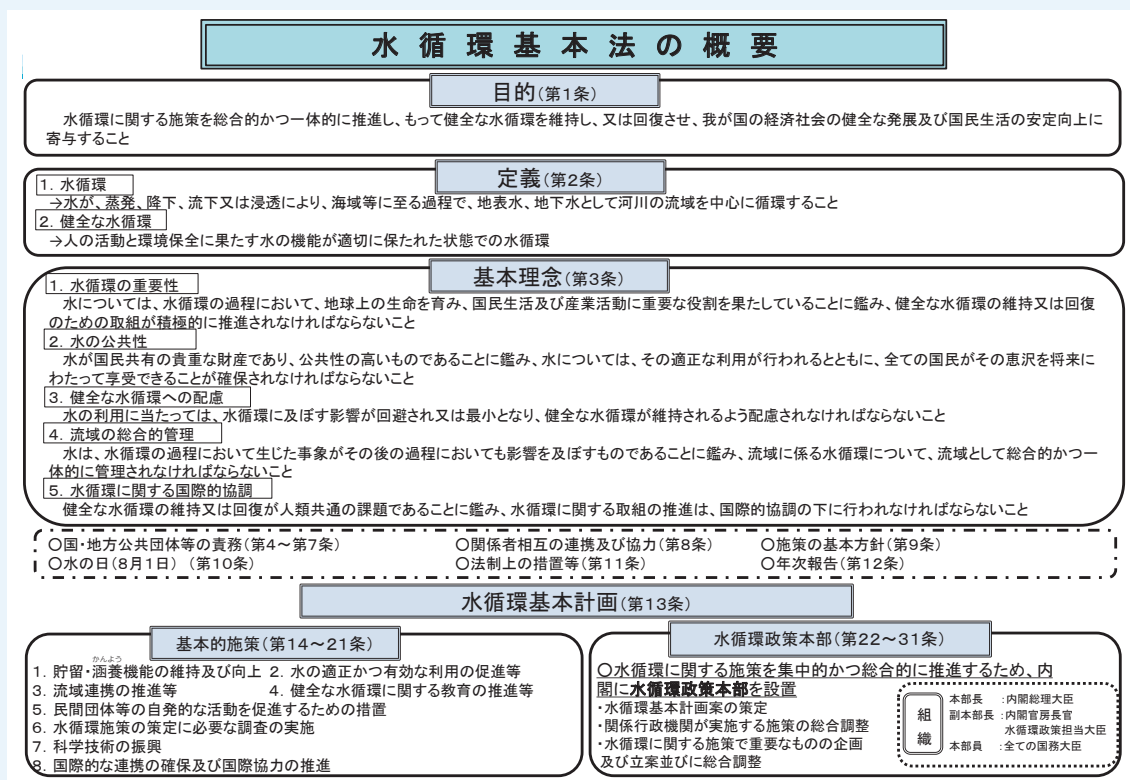 水循環基本法の概要
目的(第1条)
水循環に関する施策を総合的かつ一体的に推進し、もって健全な水循環を維持し、又は回復させ、我が国の経済社会の健全な発展及び国民生活の安定向上に
寄与すること
定義(第2条)
1. 水循環
→水が、蒸発、降下、流下又は浸透により、海域等に至る過程で、地表水、地下水として河川の流域を中心に循環すること
2. 健全な水循環
→人の活動と環境保全に果たす水の機能が適切に保たれた状態での水循環
基本理念(第3条)
1. 水循環の重要性
水については、水循環の過程において、地球上の生命を育み、国民生活及び産業活動に重要な役割を果たしていることに鑑み、健全な水循環の維持又は回復
のための取組が積極的に推進されなければならないこと
2. 水の公共性
水が国民共有の貴重な財産であり、公共性の高いものであることに鑑み、水については、その適正な利用が行われるとともに、全ての国民がその恵沢を将来に
わたって享受できることが確保されなければならないこと
3. 健全な水循環への配慮
水の利用に当たっては、水循環に及ぼす影響が回避され又は最小となり、健全な水循環が維持されるよう配慮されなければならないこと
4. 流域の総合的管理
水は、水循環の過程において生じた事象がその後の過程においても影響を及ぼすものであることに鑑み、流域に係る水循環について、流域として総合的かつ一
体的に管理されなければならないこと
5. 水循環に関する国際的協調
健全な水循環の維持又は回復が人類共通の課題であることに鑑み、水循環に関する取組の推進は、国際的協調の下に行われなければならないこと
○国・地方公共団体等の責務(第4~第7条) ○関係者相互の連携及び協力(第8条) ○施策の基本方針(第9条)
○水の日(8月1日) (第10条) ○法制上の措置等(第11条) ○年次報告(第12条)
水循環基本計画(第13条)
基本的施策(第14~21条)
かんよう
1. 貯留・涵養機能の維持及び向上 2. 水の適正かつ有効な利用の促進等
3. 流域連携の推進等 4. 健全な水循環に関する教育の推進等
5. 民間団体等の自発的な活動を促進するための措置
6. 水循環施策の策定に必要な調査の実施
7. 科学技術の振興
8. 国際的な連携の確保及び国際協力の推進
水循環政策本部(第22~31条)
○水循環に関する施策を集中的かつ総合的に推進するため、内
閣に水循環政策本部を設置
・水循環基本計画案の策定
・関係行政機関が実施する施策の総合調整
・水循環に関する施策で重要なものの企画
及び立案並びに総合調整
組織
本部長 :内閣総理大臣
副本部長 :内閣官房長官
水循環政策担当大臣
本部員 :全ての国務大臣